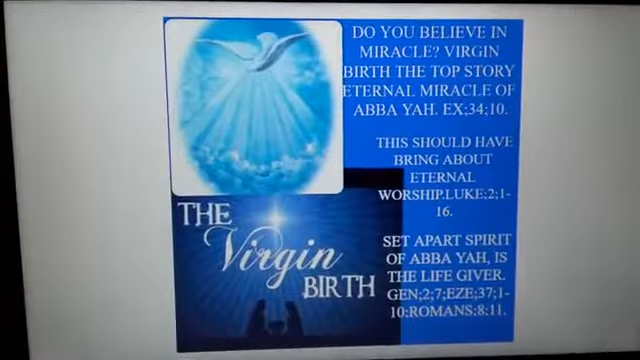 DO YOU BELIEVE IN
MIRACLE? VIRGIN
BIRTH THE TOP STORY
ETERNAL MIRACLE OF
ABBA YAH. EX;34;10.
THIS SHOULD HAVE
BRING ABOUT
ETERNAL
WORSHIP.LUKE;2;1-
16.
SET APART SPIRIT
OF ABBA YAH, IS
THE LIFE GIVER.
GEN;2;7;EZE;37;1-
10;ROMANS;8;11.
THE
Virgin
BIRTH